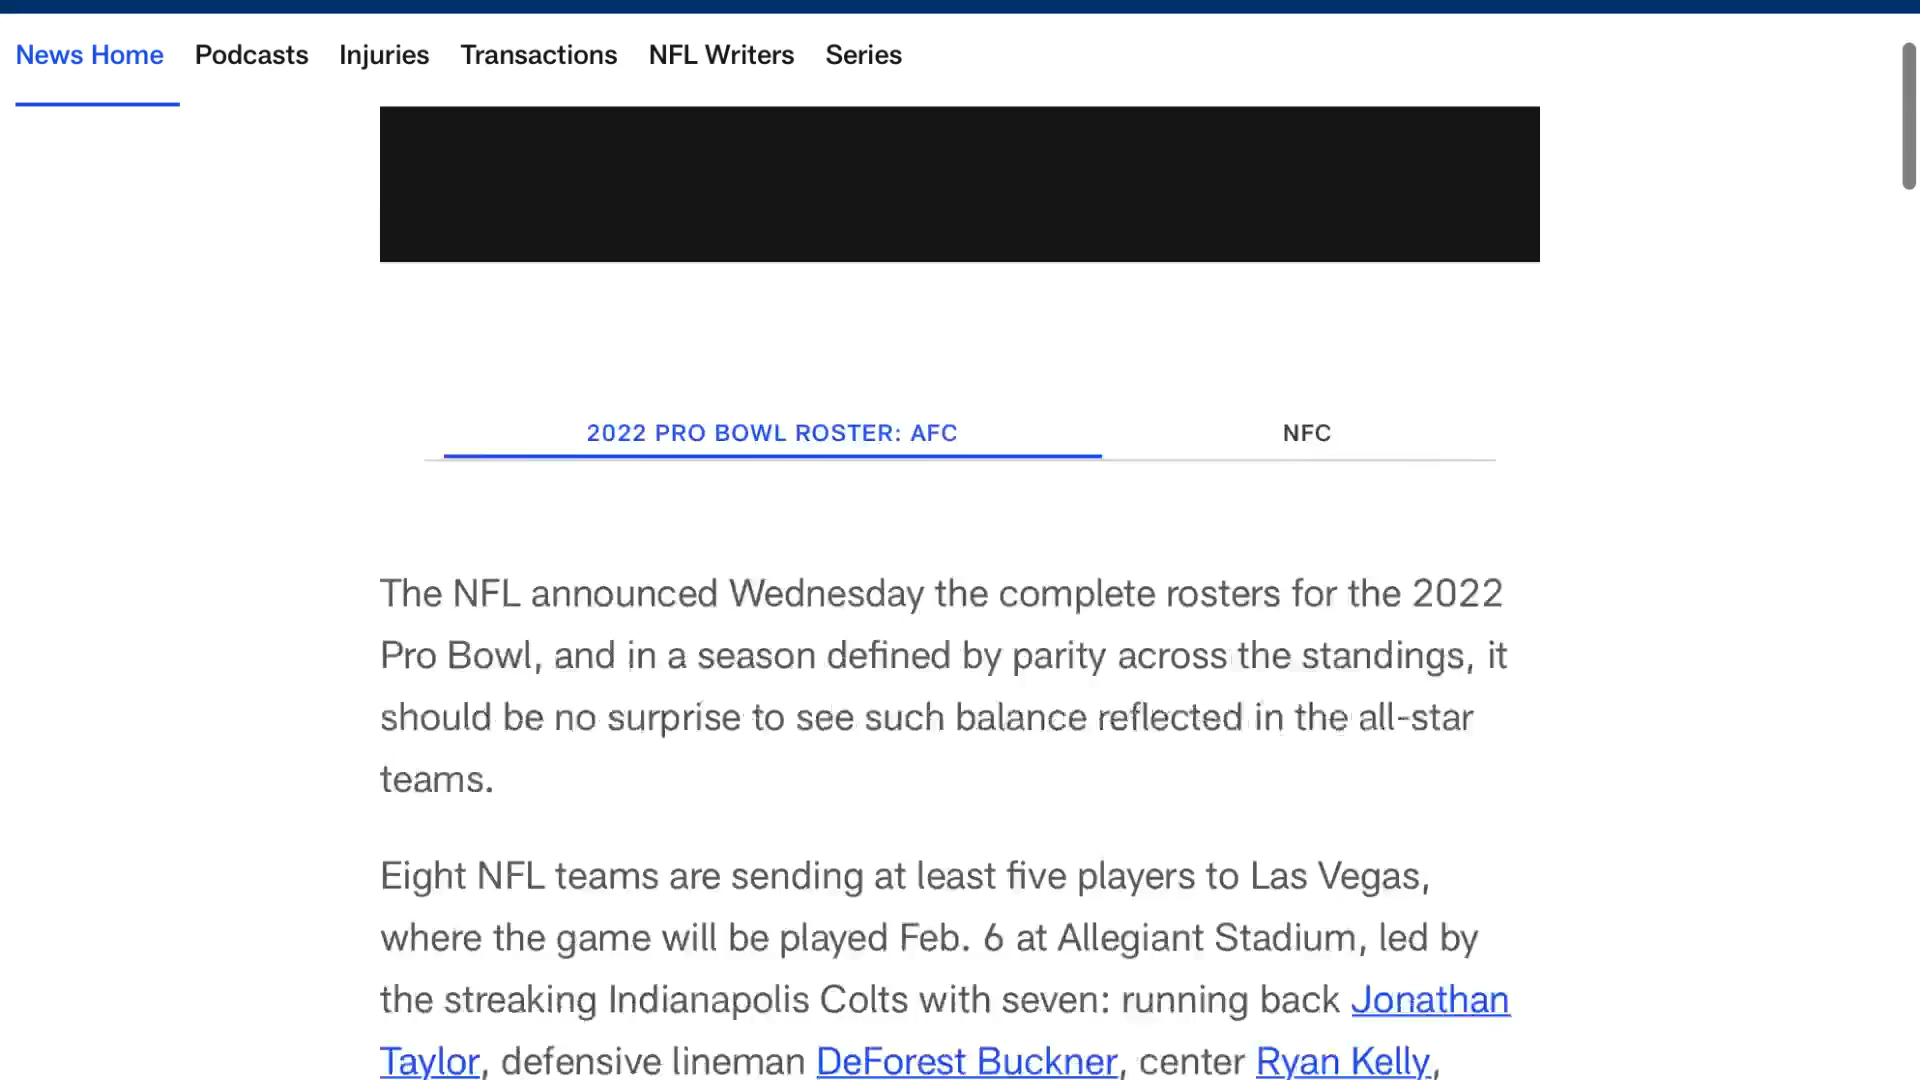 News Home Podcasts Injuries Transactions NFL Writers Series
2022 PRO BOWL ROSTER: AFC NFC
The NFL announced Wednesday the complete rosters for the 2022
Pro Bowl, and in a season defined by parity across the standings, it
should be no surprise to see such balance reflected in the all-star
teams.
Eight NFL teams are sending at least five players to Las Vegas,
where the game will be played Feb. 6 at Allegiant Stadium, led by
the streaking Indianapolis Colts with seven: running back Jonathan
Taylor, defensive lineman DeForest Buckner, center Ryan Kelly,